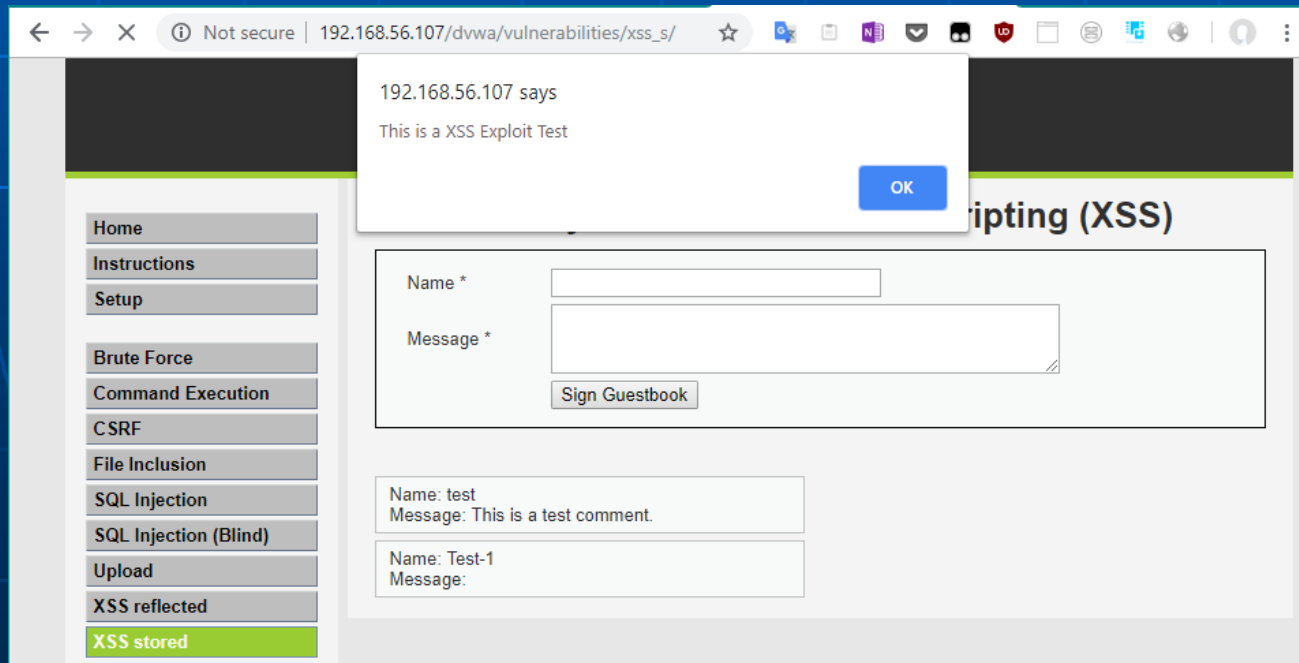 Not secure | 192.168.56.107/dvwa/vulnerabilities/xss_s/
192.168.56.107 says
This is a XSS Exploit Test
OK
ripting (XSS)
Home
Instructions
Setup
Brute Force
Command Execution
CSRF
File Inclusion
SQL Injection
SQL Injection (Blind)
Upload
XSS reflected
XSS stored
Name *
Message *
Sign Guestbook
Name: test
Message: This is a test comment.
Name: Test-1
Message: